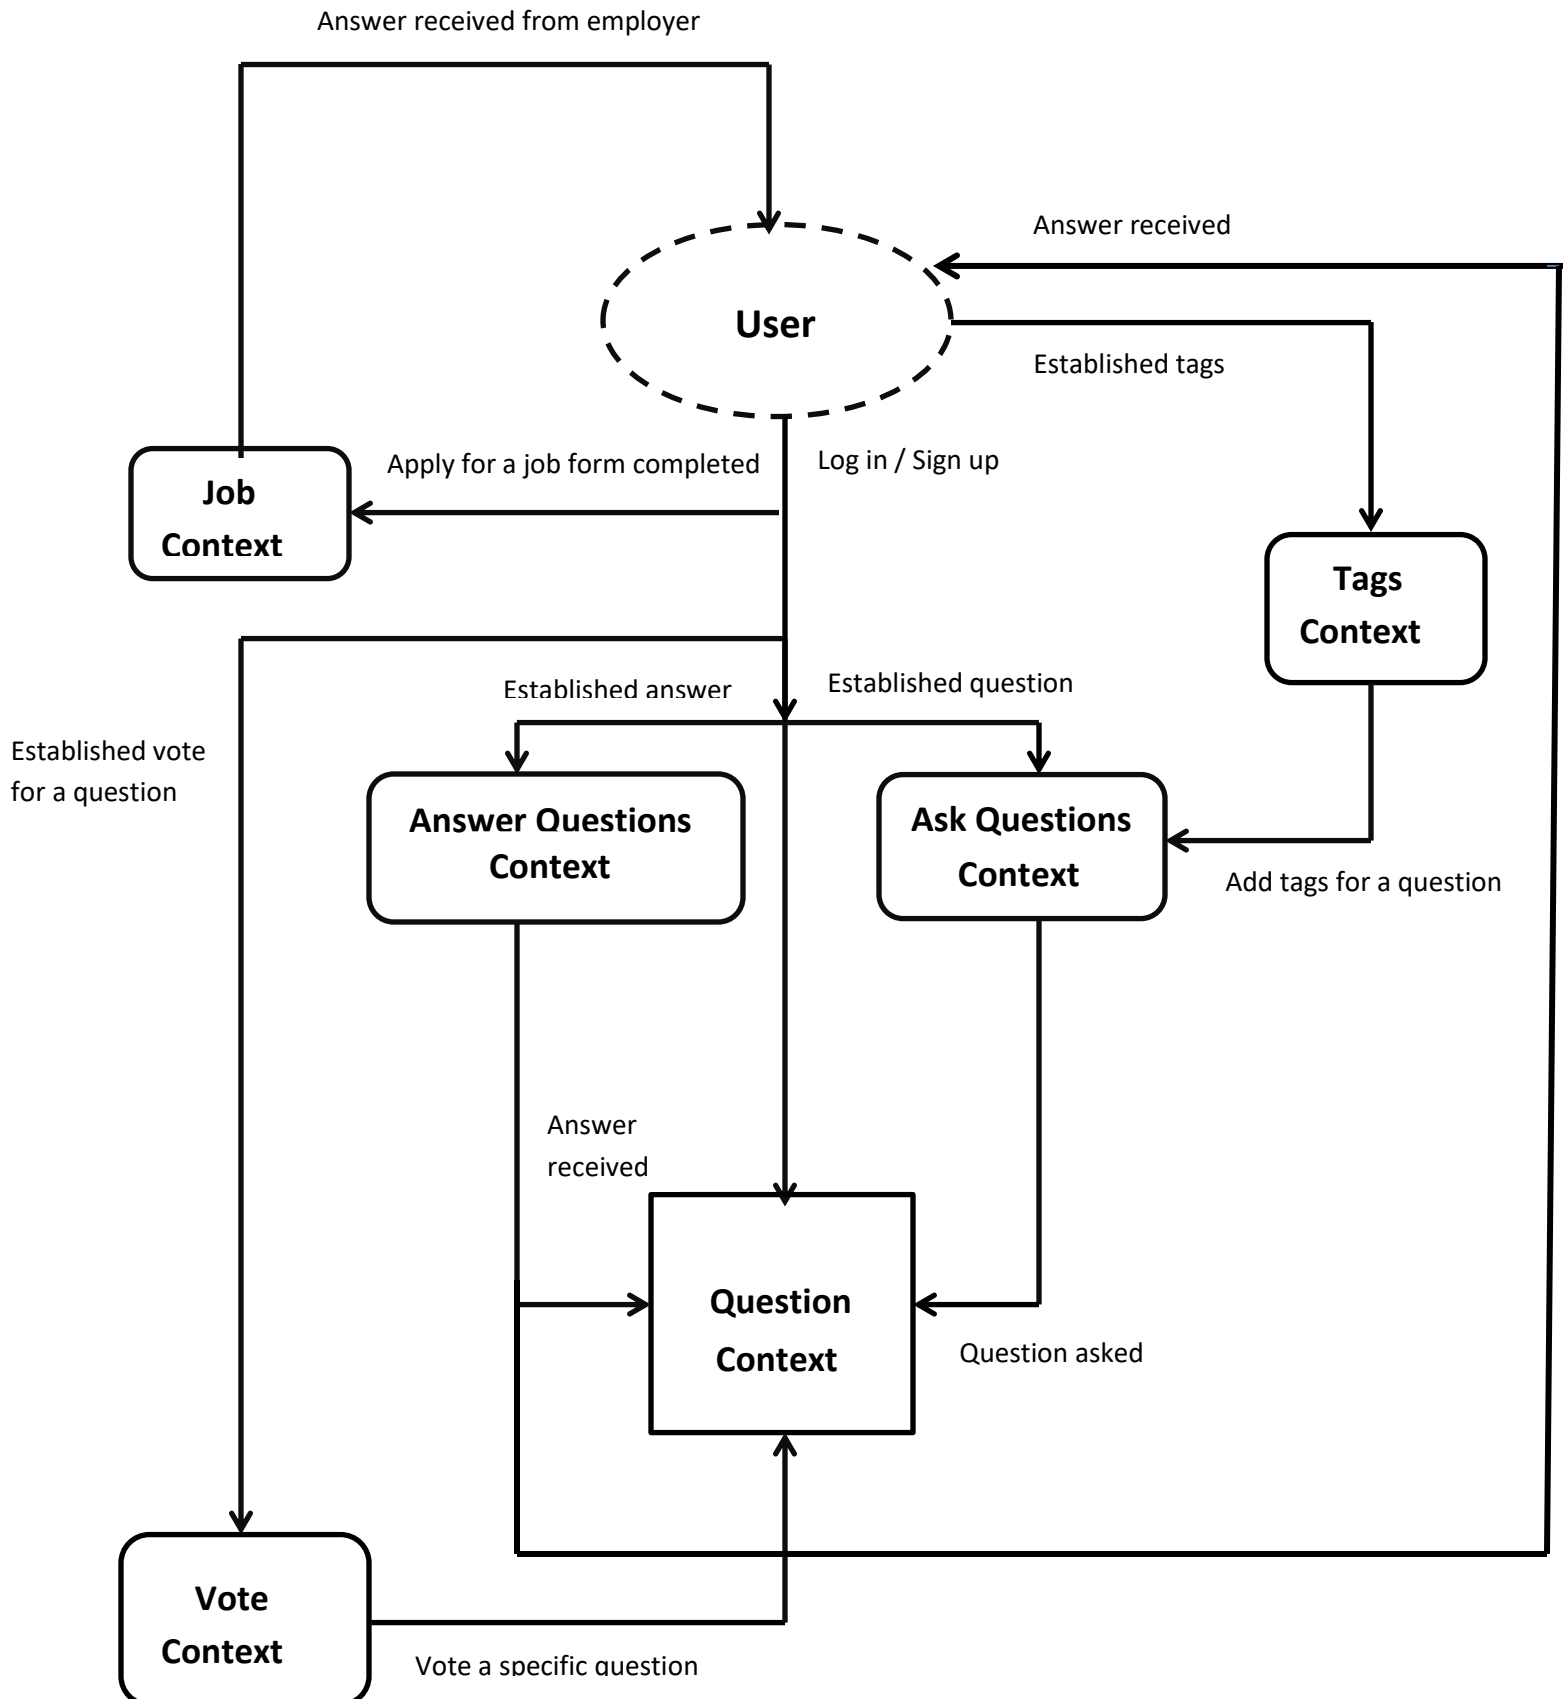 Answer received from employer
Answer received
User
Established tags
Apply for a job form completed
Log in / Sign up
Job
Context
Tags
Context
Established answer
Established question
Established vote
for a question
Answer Questions
Context
Ask Questions
Context
Add tags for a question
Answer
received
Question
Context
Question asked
Vote
Context
Vote a specific question